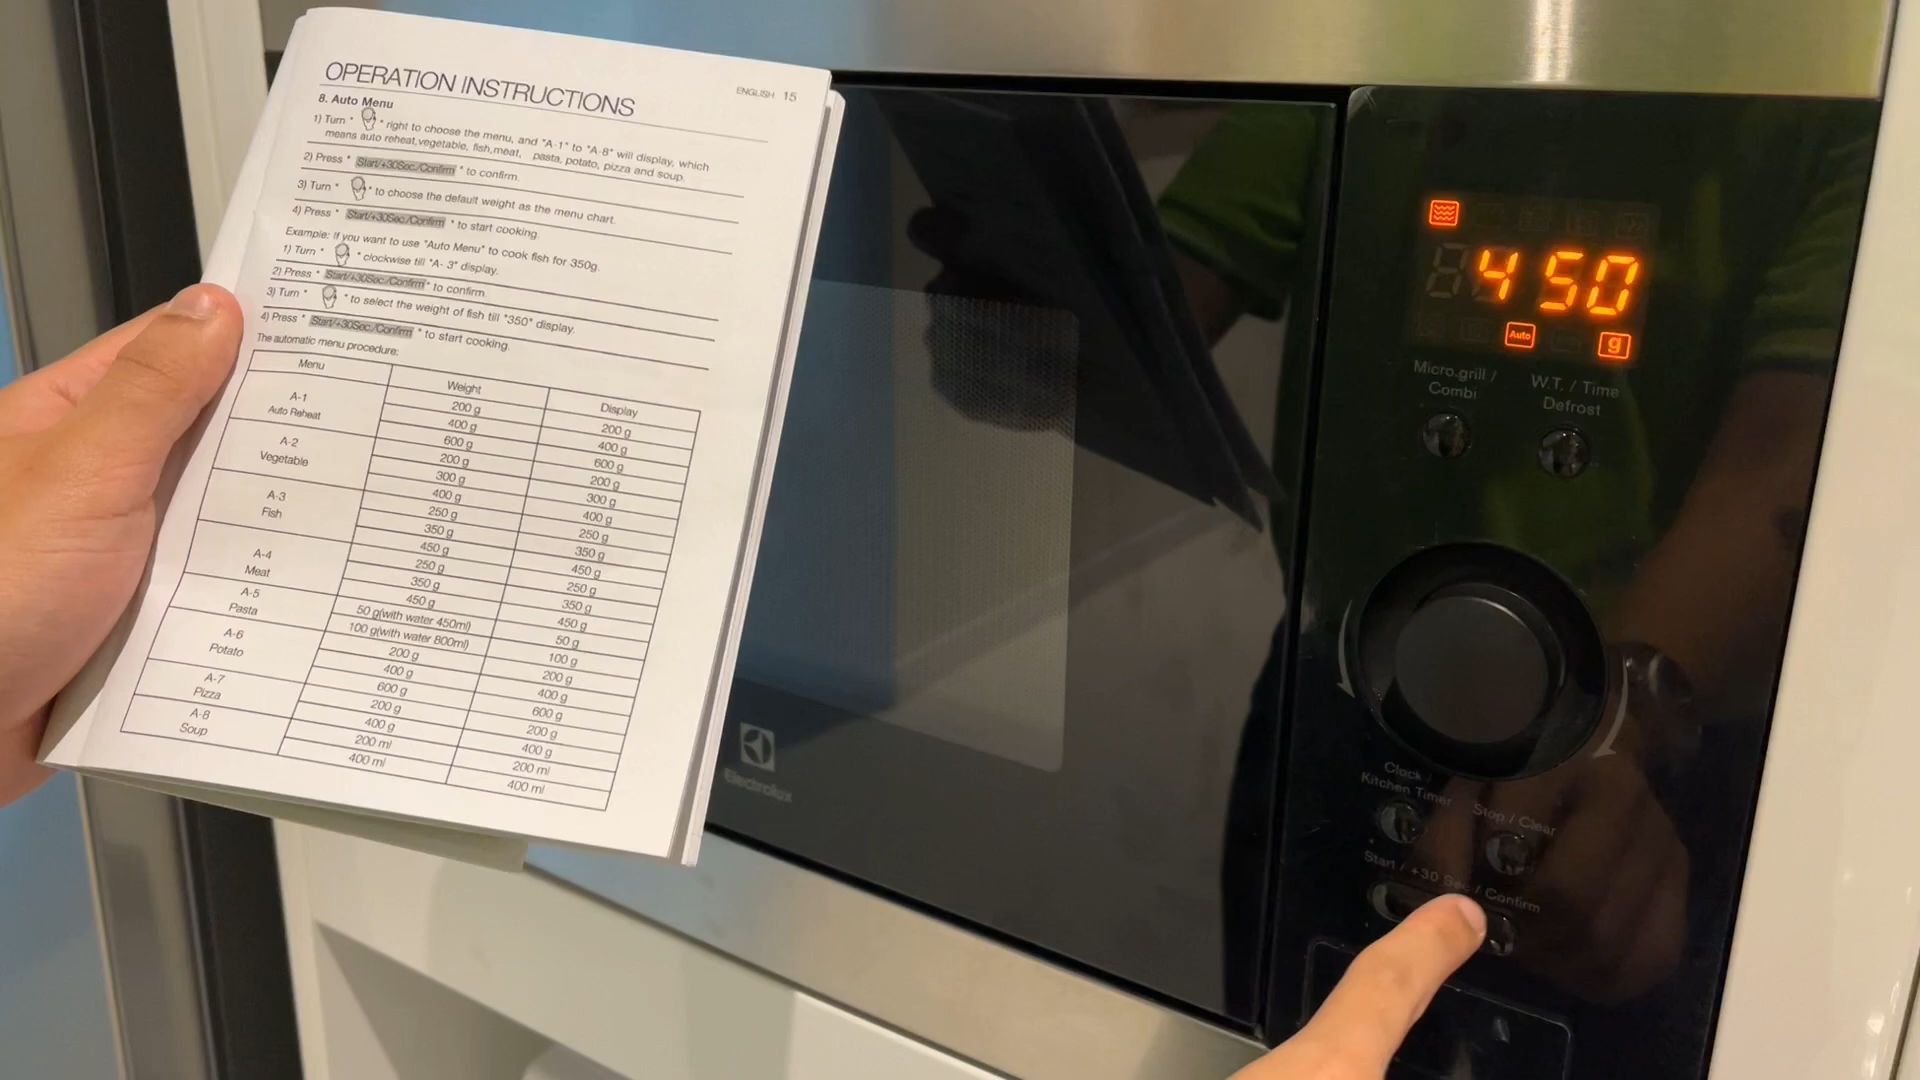 OPERATION INSTRUCTIONS
ENGLISH 15
8. Auto Menu
1) Turn " " right to choose the menu, and "A-1" to "A-8" will display, which
means auto reheat,vegetable, fish,meat, pasta, potato, pizza and soup.
2) Press " Start/+30Sec./Confirm " to confirm.
3) Turn " " to choose the default weight as the menu chart.
4) Press " Start/+30Sec./Confirm " to start cooking.
Example: If you want to use "Auto Menu" to cook fish for 350g.
1) Turn " " clockwise till "A- 3" display.
2) Press " Start/+30Sec./Confirm" to confirm.
3) Turn " " to select the weight of fish till "350" display.
4) Press " Start/+30Sec./Confirm " to start cooking.
The automatic menu procedure:
Menu Weight Display
A-1
Auto Reheat
200 g 200 g
400 g 400 g
600 g 600 g
A-2
Vegetable
200 g 200 g
300 g 300 g
400 g 400 g
A-3
Fish
250 g 250 g
350 g 350 g
450 g 450 g
A-4
Meat
250 g 250 g
350 g 350 g
450 g 450 g
A-5
Pasta
50 g(with water 450ml) 50 g
100 g(with water 800ml) 100 g
A-6
Potato
200 g 200 g
400 g 400 g
600 g 600 g
A-7
Pizza
200 g 200 g
400 g 400 g
A-8
Soup
200 ml 200 ml
400 ml 400 ml
Electrolux
450
Auto g
Micro.grill /
Combi
W.T. / Time
Defrost
Clock /
Kitchen Timer
Stop / Clear
Start / +30 Sec / Confirm